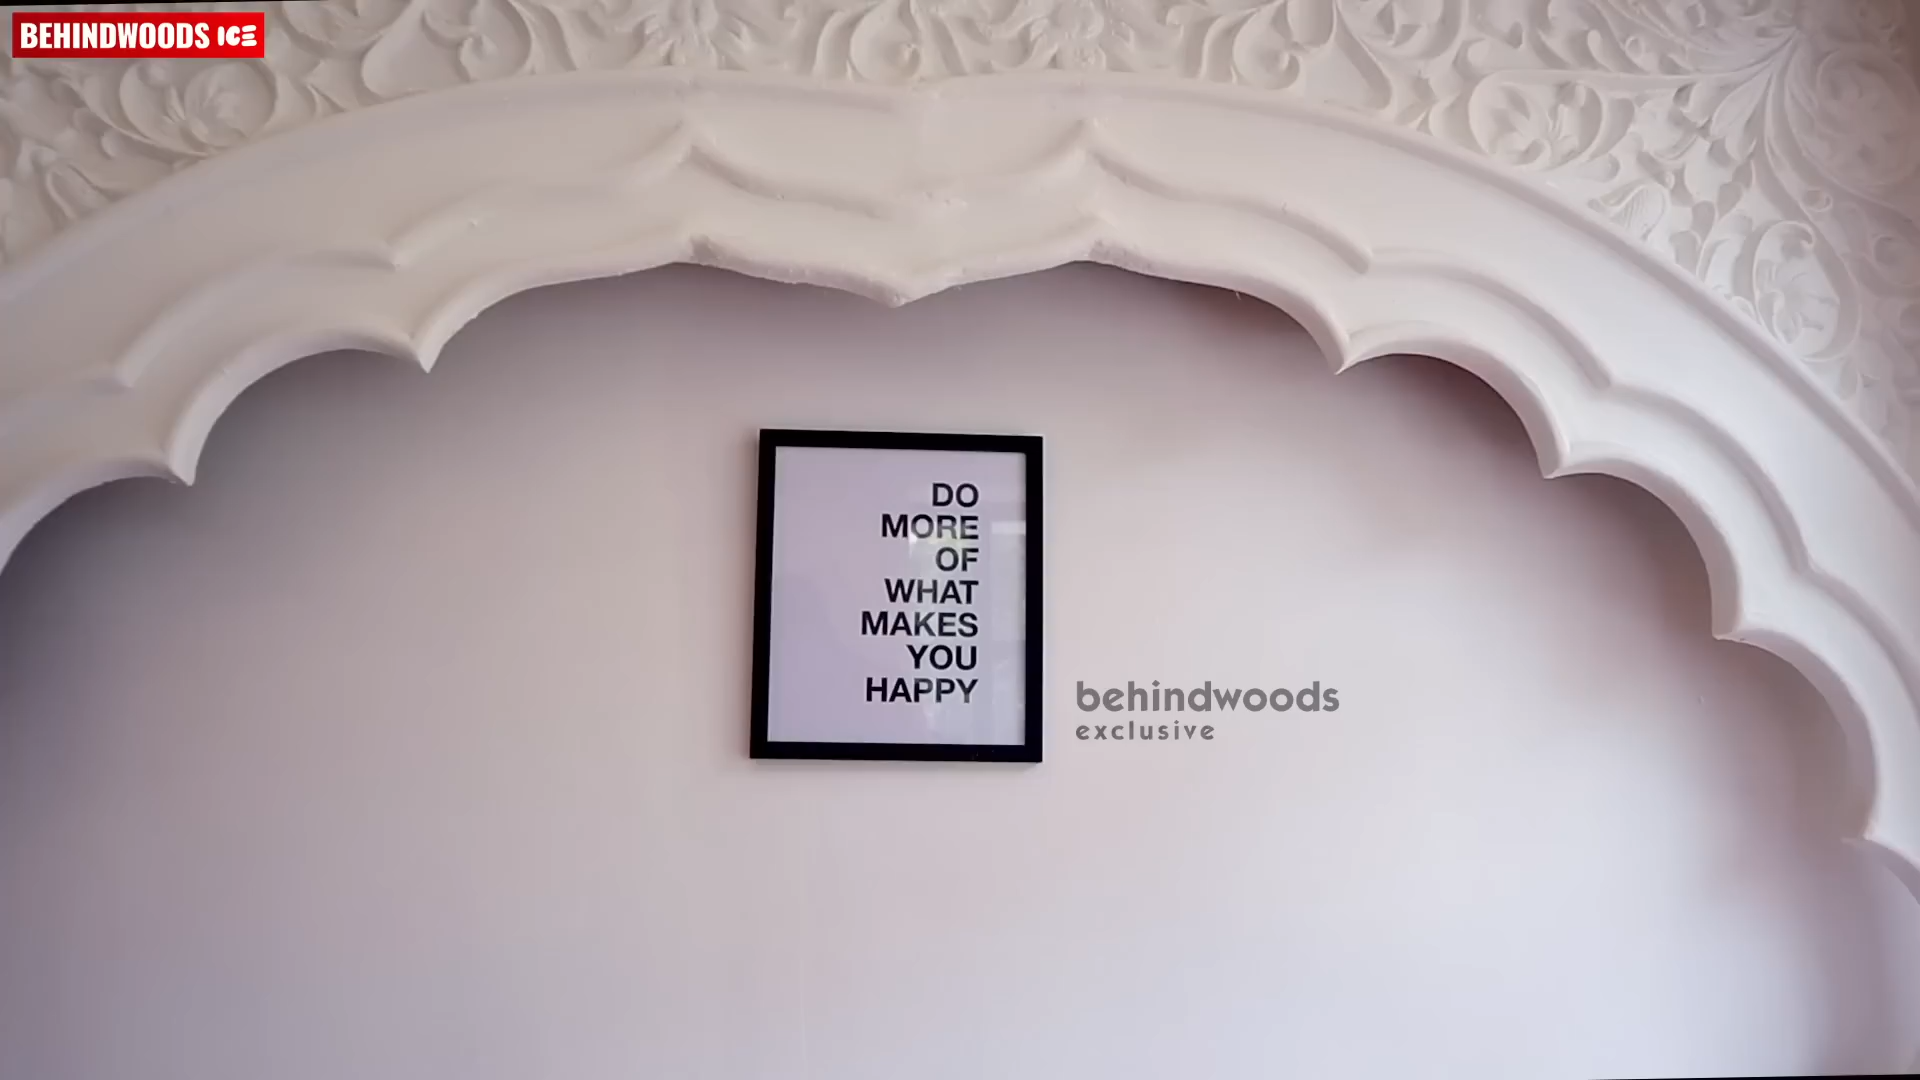 BEHINDWOODS ICE
DO
MORE
OF
WHAT
MAKES
YOU
HAPPY
behindwoods
exclusive